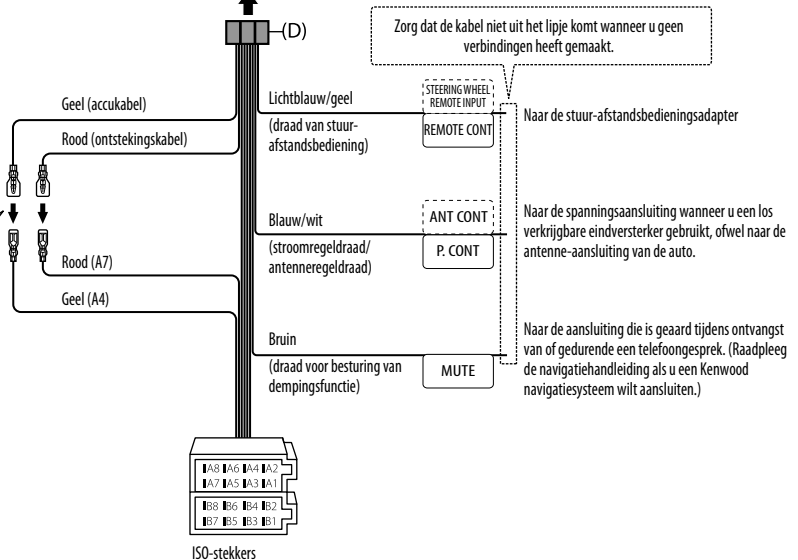 (D)
Zorg dat de kabel niet uit het lipje komt wanneer u geen
verbindingen heeft gemaakt.
Geel (accukabel)
Rood (ontstekingskabel)
Lichtblauw/geel
(draad van stuur-
afstandsbediening)
STEERING WHEEL
REMOTE INPUT
REMOTE CONT
Naar de stuur-afstandsbedieningsadapter
Blauw/wit
(stroomregeldraad/
antenneregeldraad)
ANT CONT
P. CONT
Naar de spanningsaansluiting wanneer u een los
verkrijgbare eindversterker gebruikt, ofwel naar de
antenne-aansluiting van de auto.
Rood (A7)
Geel (A4)
Bruin
(draad voor besturing van
dempingsfunctie)
MUTE
Naar de aansluiting die is geaard tijdens ontvangst
van of gedurende een telefoongesprek. (Raadpleeg
de navigatiehandleiding als u een Kenwood
navigatiesysteem wilt aansluiten.)
A8 A6 A4 A2
A7 A5 A3 A1
B8 B6 B4 B2
B7 B5 B3 B1
ISO-stekkers